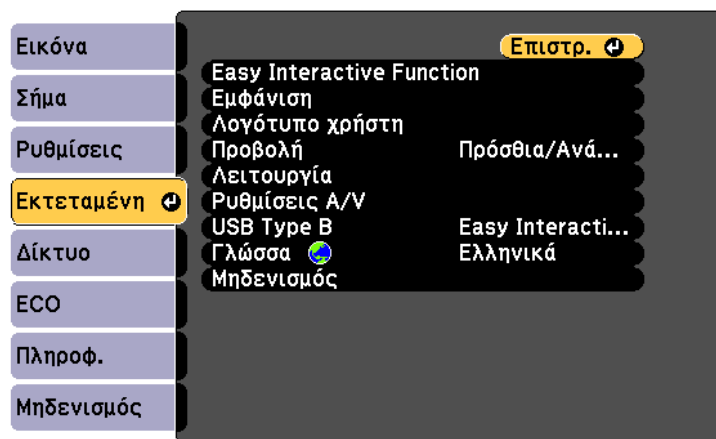 Εικόνα
Σήμα
Ρυθμίσεις
Εκτεταμένη
Δίκτυο
ECO
Πληροφ.
Μηδενισμός
Επιστρ.
Easy Interactive Function
Εμφάνιση
Λογότυπο χρήστη
Προβολή Πρόσθια/Ανά...
Λειτουργία
Ρυθμίσεις A/V
USB Type B Easy Interacti...
Γλώσσα Ελληνικά
Μηδενισμός